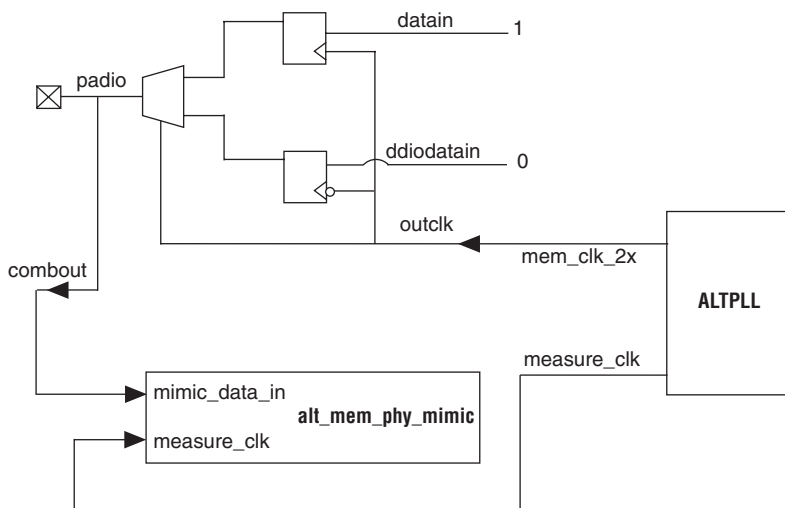 datain
1
padio
ddiodatain
0
outclk
mem_clk_2x
combout
ALTPLL
measure_clk
mimic_data_in
alt_mem_phy_mimic
measure_clk